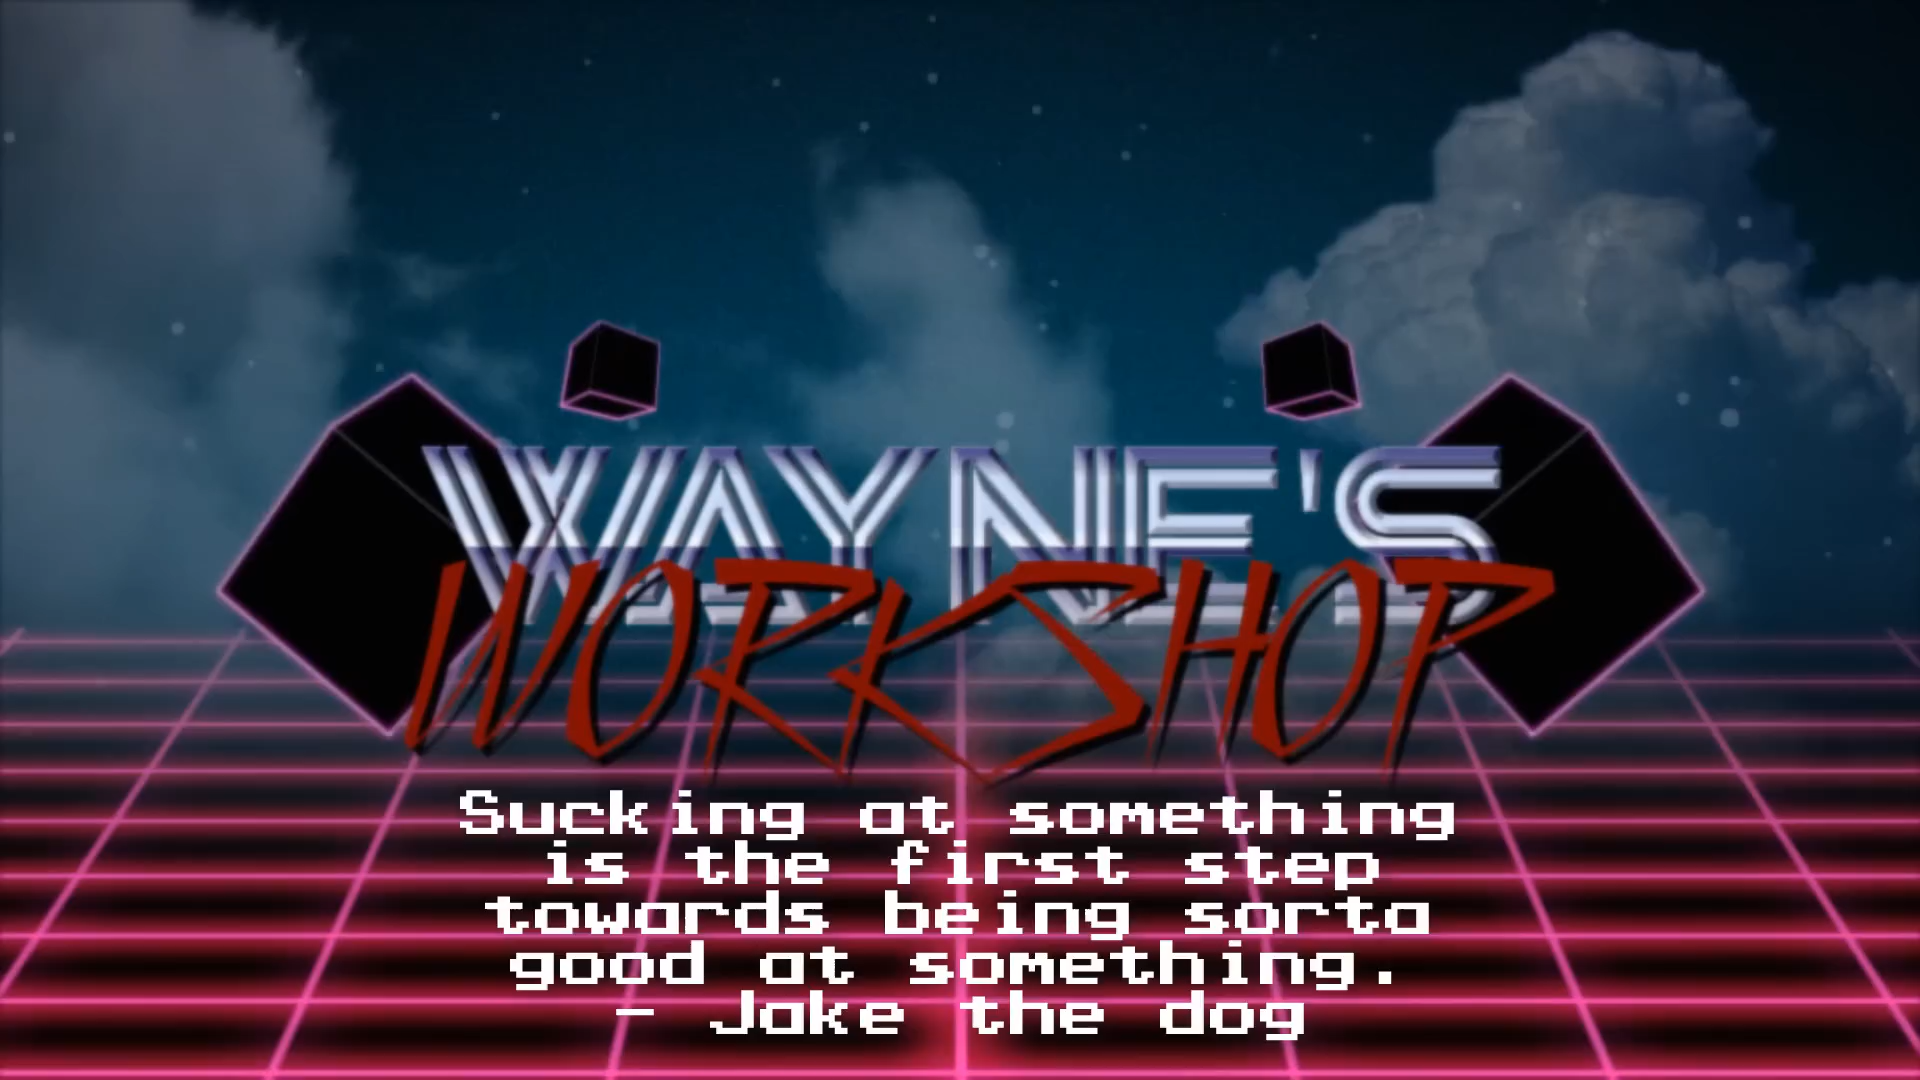 WAYNE'S
WORKSHOP
Sucking at something
is the first step
towards being sorta
good at something.
- Jake the dog